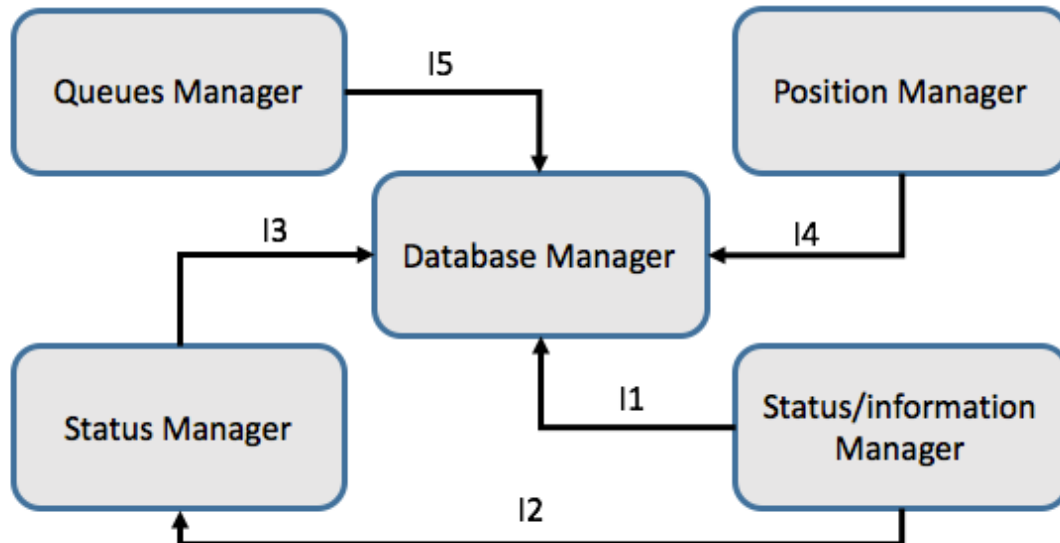 I5
Queues Manager
Position Manager
I3
I4
Database Manager
I1
Status Manager
Status/information
Manager
I2